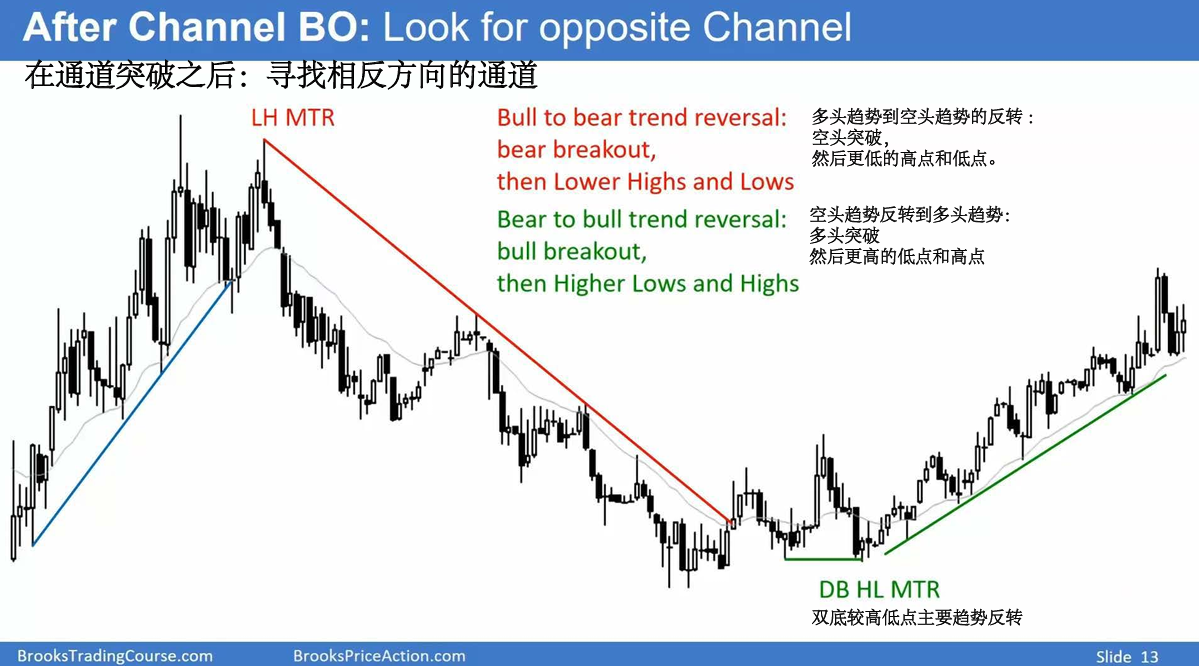 After Channel BO: Look for opposite Channel
在通道突破之后：寻找相反方向的通道
LH MTR
Bull to bear trend reversal:
bear breakout,
then Lower Highs and Lows
多头趋势到空头趋势的反转：
空头突破，
然后更低的高点和低点。
Bear to bull trend reversal:
bull breakout,
then Higher Lows and Highs
空头趋势反转到多头趋势：
多头突破
然后更高的低点和高点
DB HL MTR
双底较高低点主要趋势反转
BrooksTradingCourse.com
BrooksPriceAction.com
Slide 13